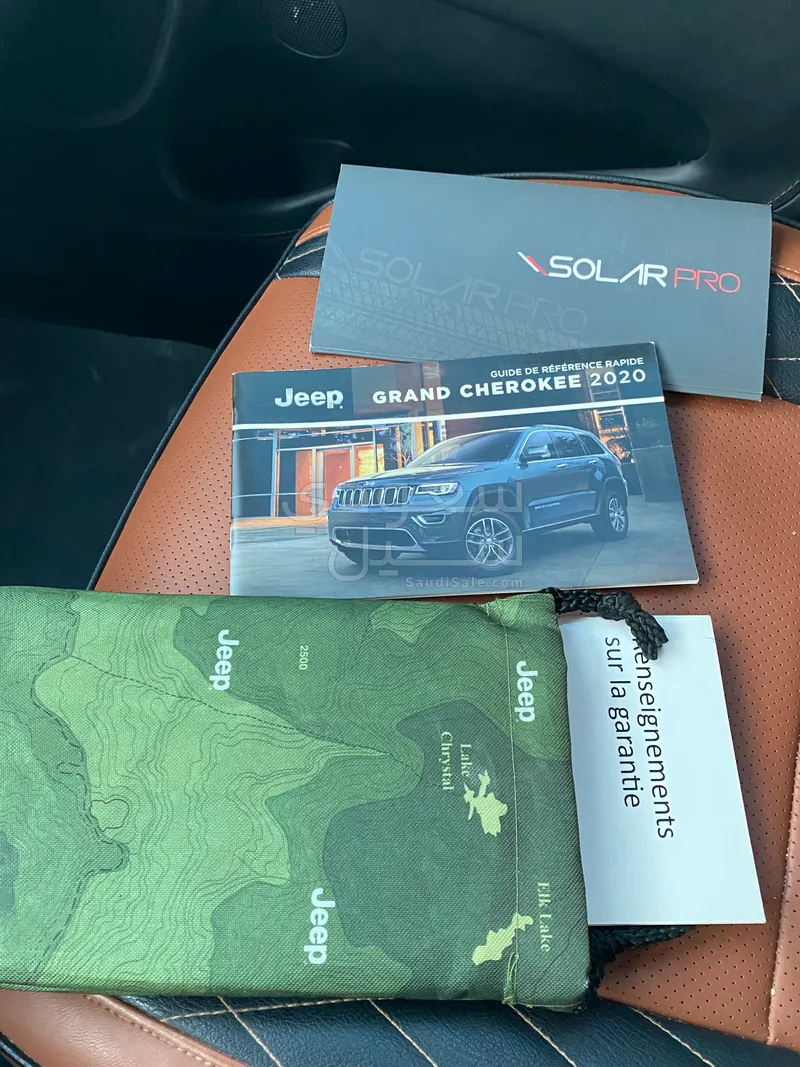 SOLAR PRO
SOLAR PRO
GUIDE DE RÉFÉRENCE RAPIDE
Jeep
GRAND CHEROKEE 2020
Jeep
سعودي
سيل
SaudiSale.com
Jeep
2500
Jeep
Lake
Chrystal
Renseignements
sur la garantie
Jeep
Elk Lake